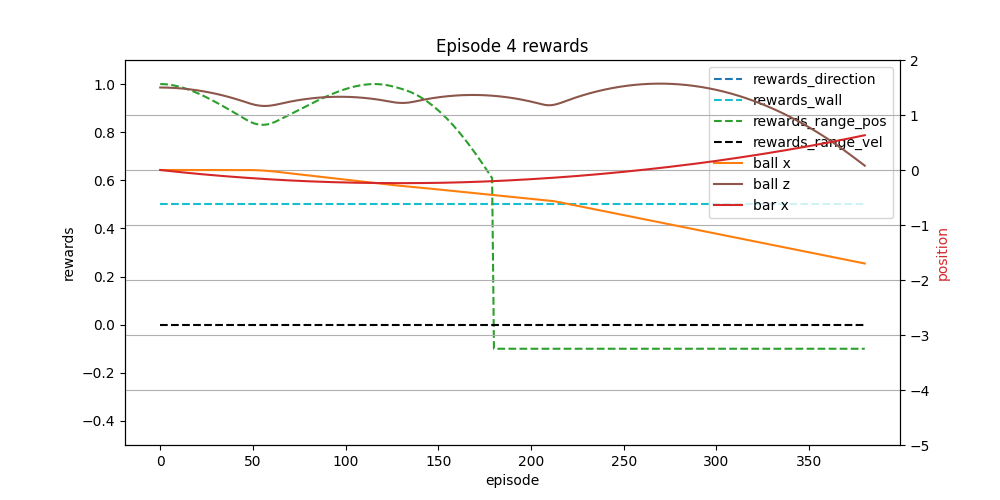 Episode 4 rewards
rewards_direction
rewards_wall
rewards_range_pos
rewards_range_vel
ball x
ball z
bar x
rewards
1.0
0.8
0.6
0.4
0.2
0.0
−0.2
−0.4
2
1
0
−1
−2
−3
−4
−5
position
0 50 100 150 200 250 300 350
episode